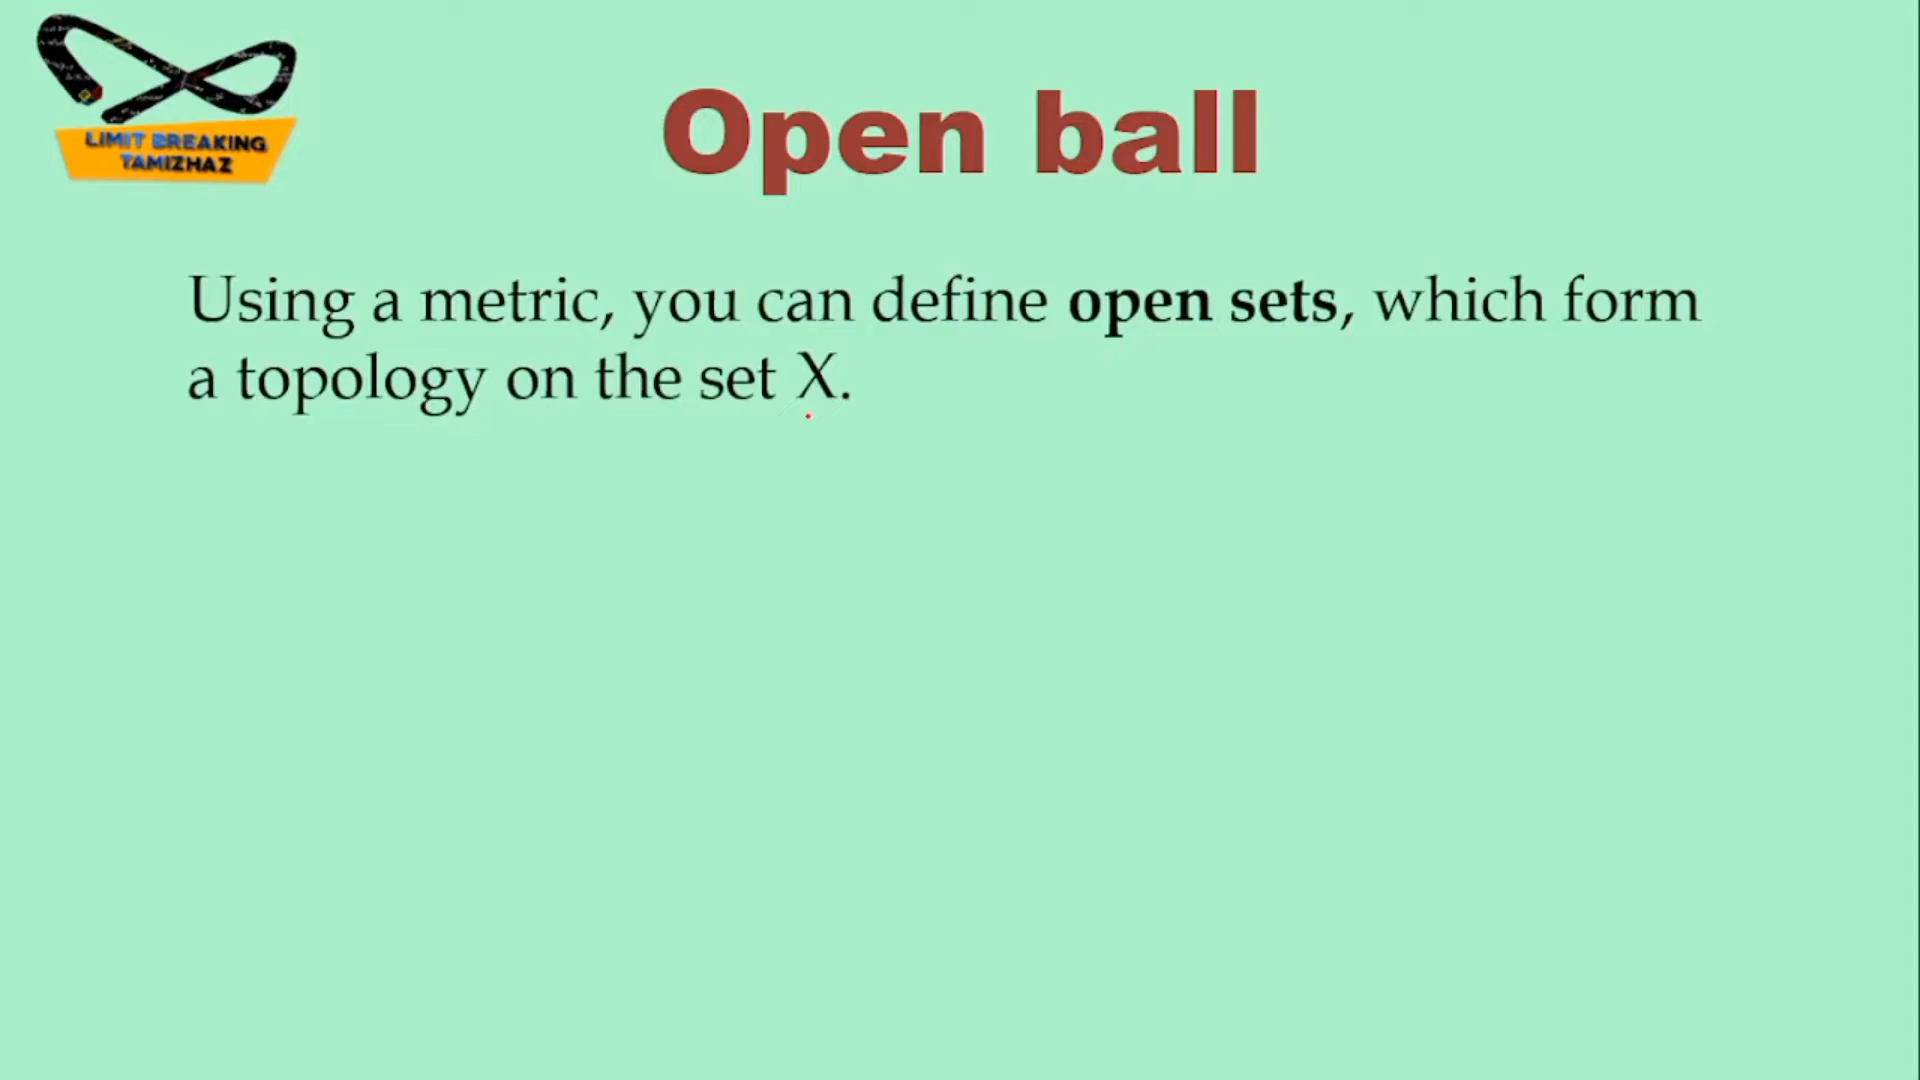 LIMIT BREAKING
TAMIZHAZ
Open ball
Using a metric, you can define open sets, which form
a topology on the set X.